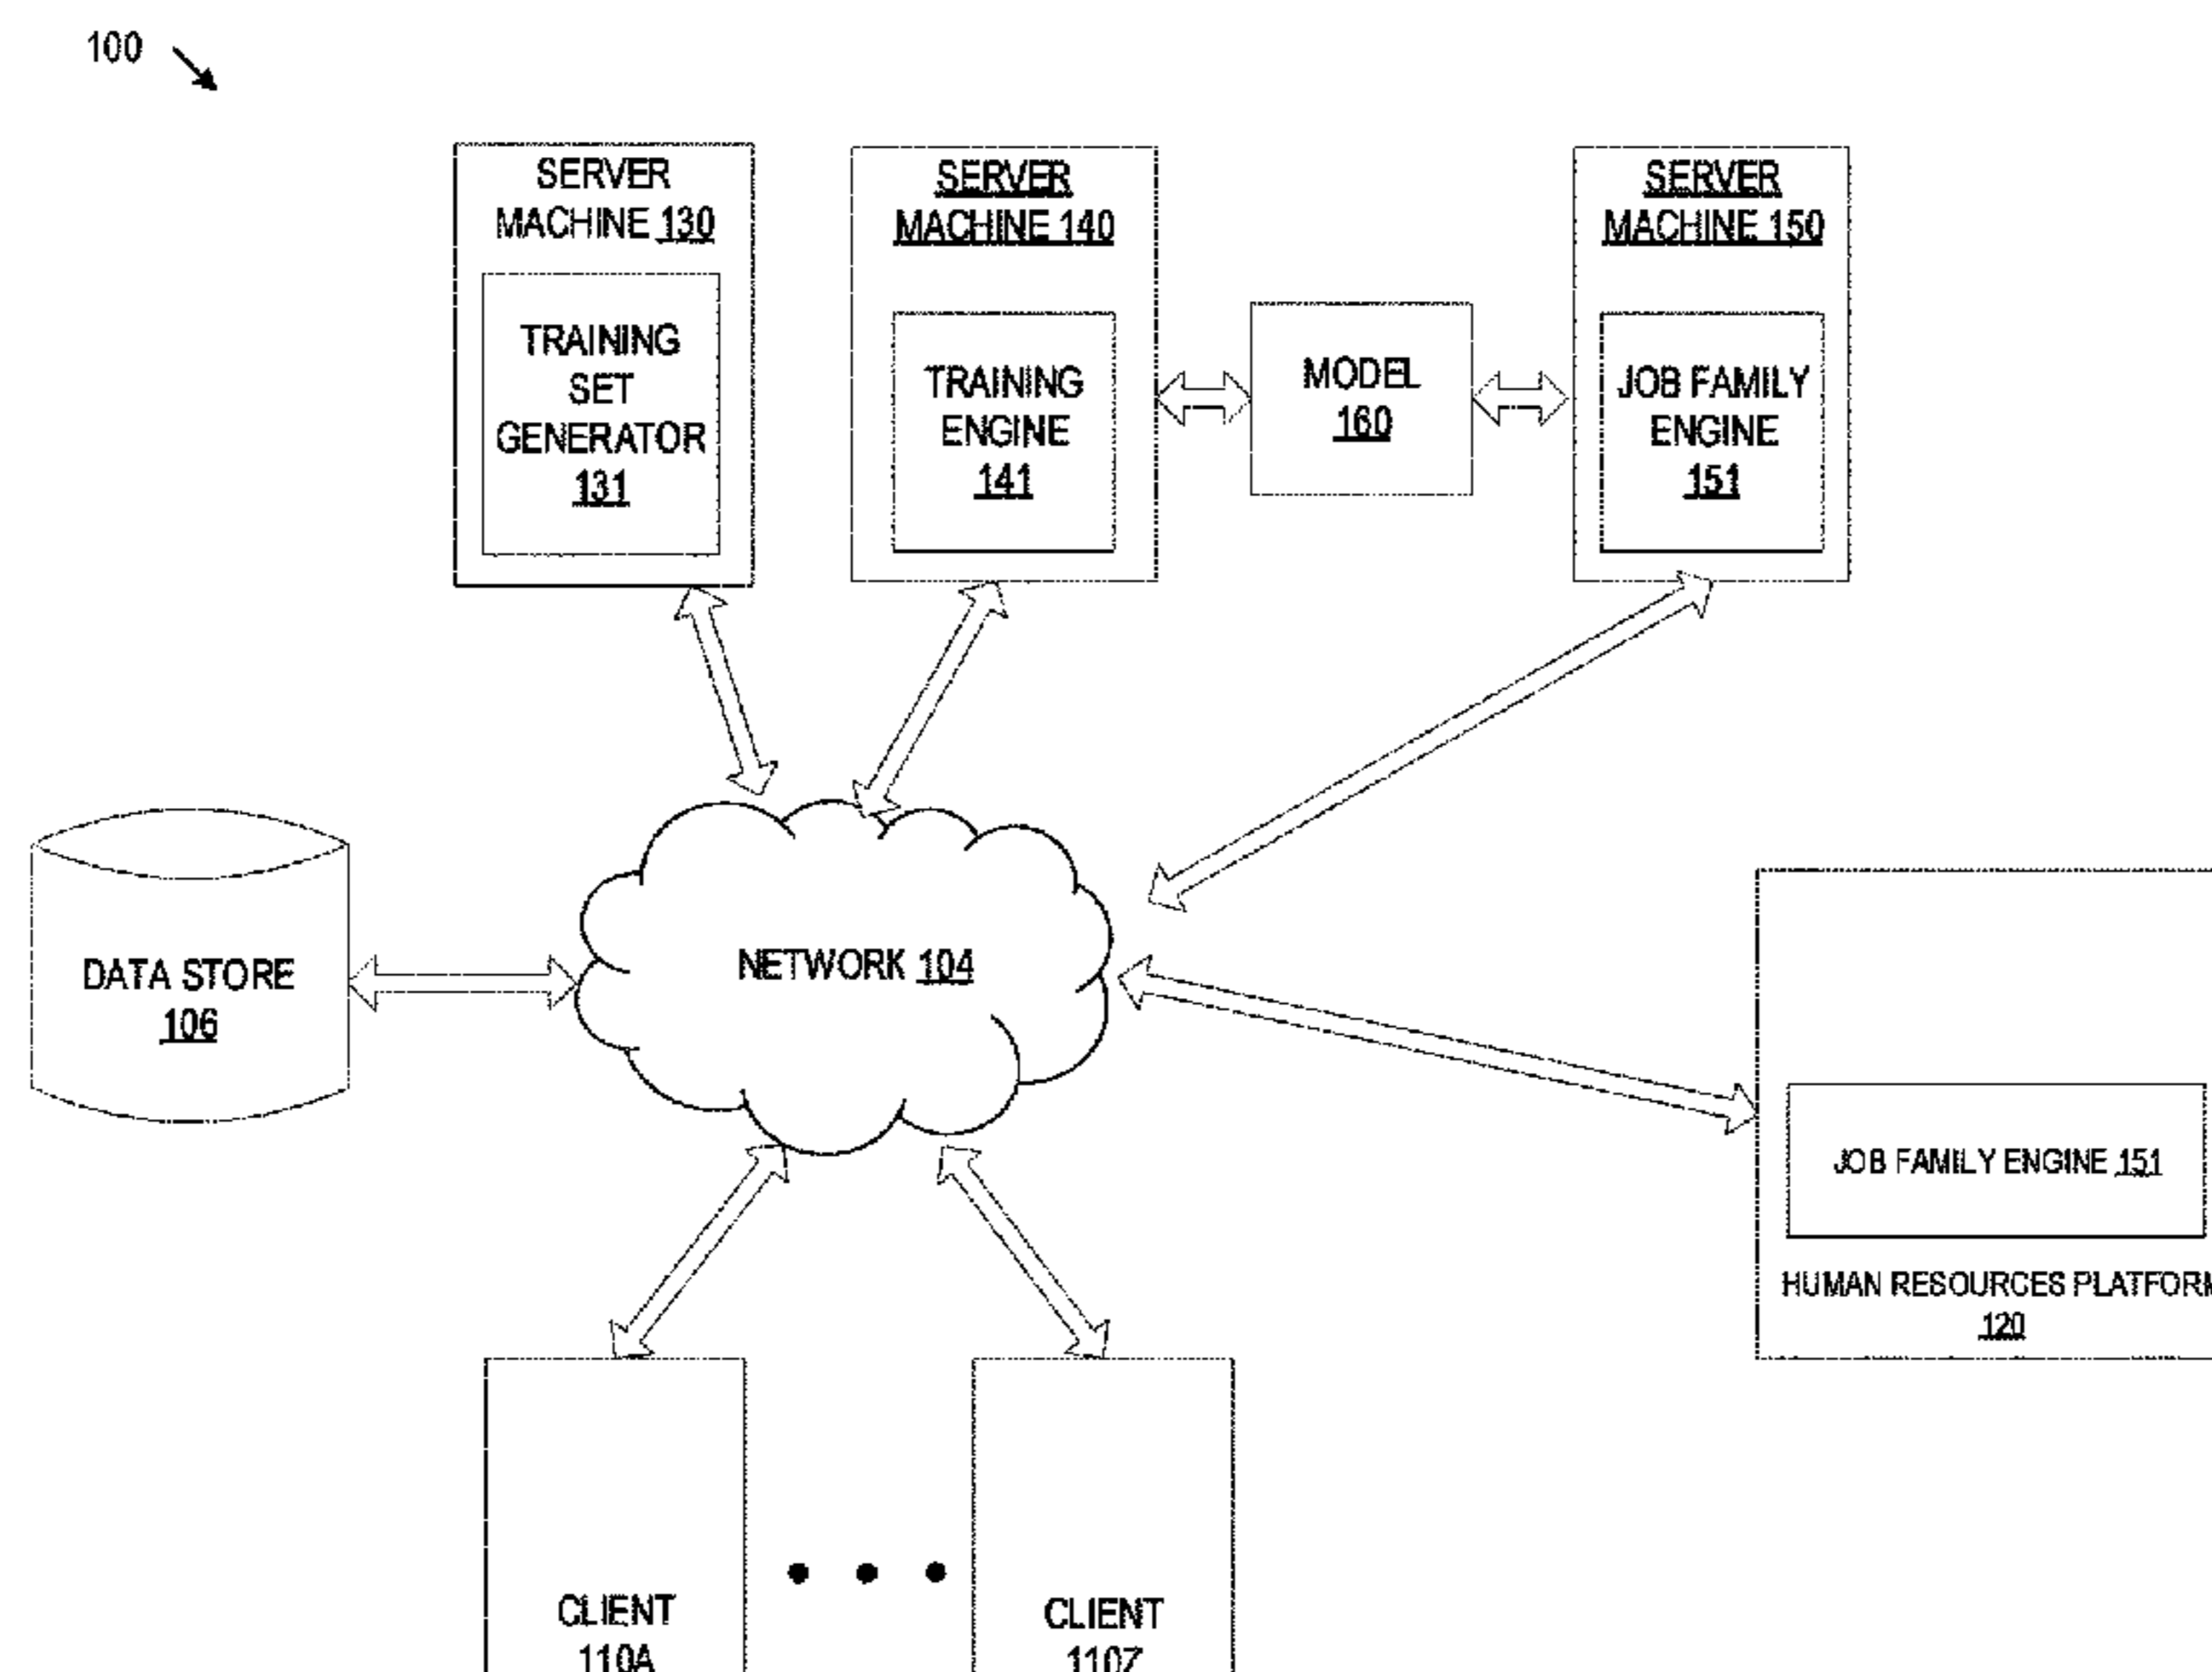 100
SERVER
MACHINE 130
TRAINING
SET
GENERATOR
131
SERVER
MACHINE 140
TRAINING
ENGINE
141
MODEL
160
SERVER
MACHINE 150
JOB FAMILY
ENGINE
151
DATA STORE
106
NETWORK 104
JOB FAMILY ENGINE 151
HUMAN RESOURCES PLATFORM
120
CLIENT
110A
CLIENT
110Z